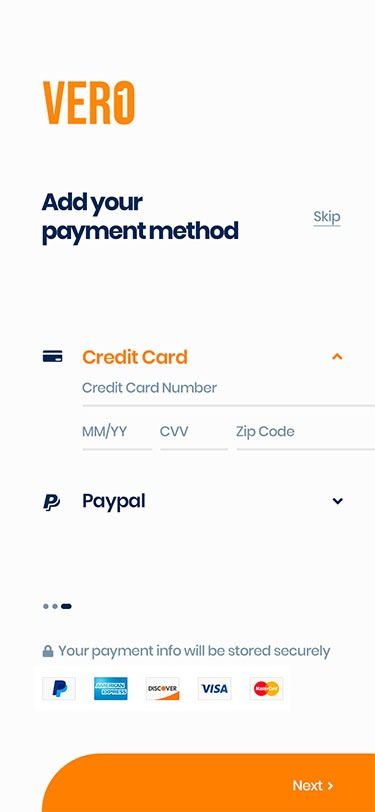 VERO
Add your
payment method
Skip
Credit Card
Credit Card Number
MM/YY CVV Zip Code
Paypal
Your payment info will be stored securely
AMERICAN EXPRESS DISCOVER VISA MasterCard
Next